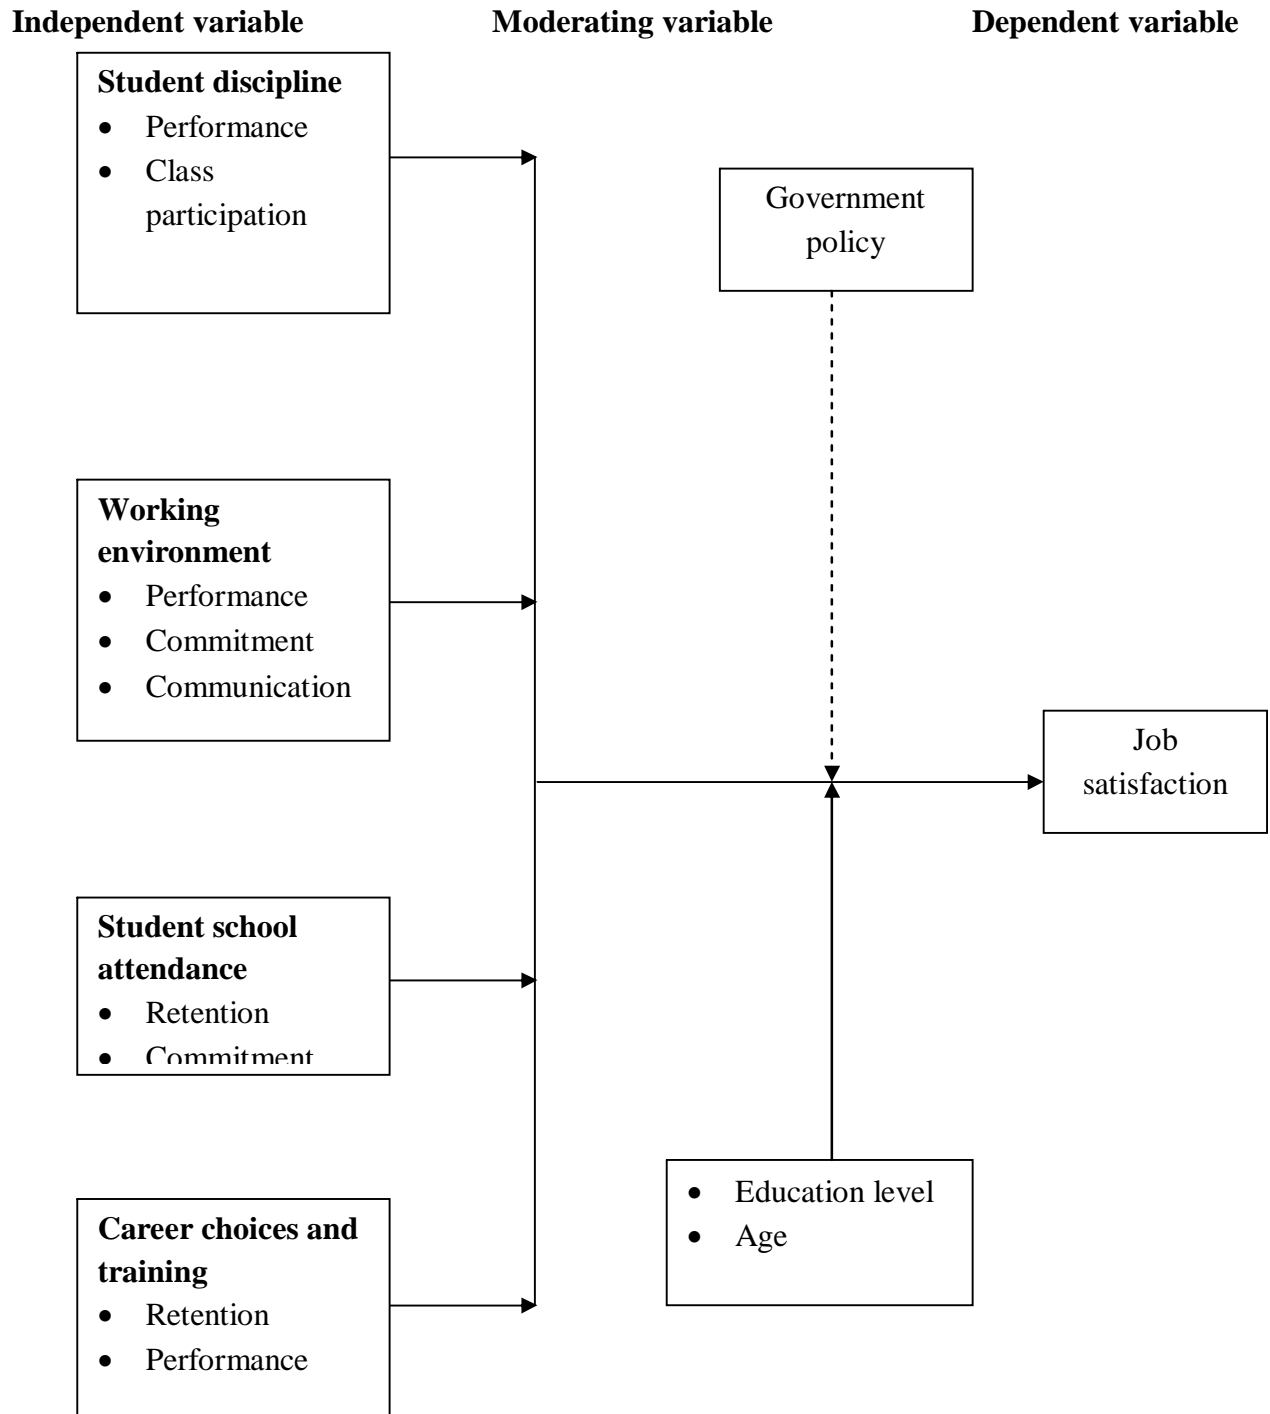 Independent variable
Moderating variable
Dependent variable
Student discipline
• Performance
• Class
participation
Government
policy
Working
environment
• Performance
• Commitment
• Communication
Job
satisfaction
Student school
attendance
• Retention
• Commitment
• Education level
• Age
Career choices and
training
• Retention
• Performance